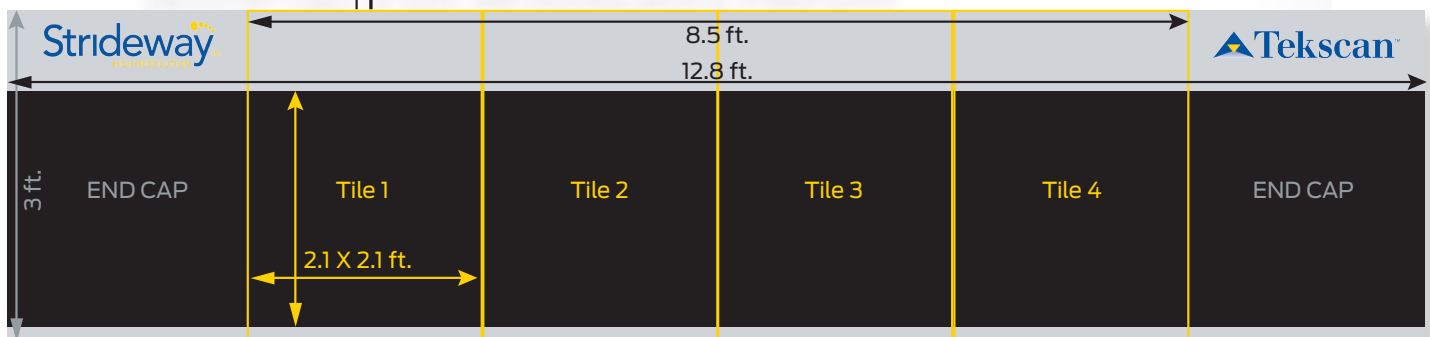 Strideway
8.5 ft.
Tekscan™
12.8 ft.
3 ft.
END CAP
Tile 1
Tile 2
Tile 3
Tile 4
END CAP
2.1 X 2.1 ft.